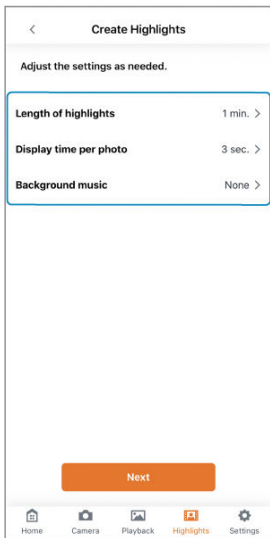 Create Highlights
Adjust the settings as needed.
Length of highlights 1 min.
Display time per photo 3 sec.
Background music None
Next
Home Camera Playback Highlights Settings